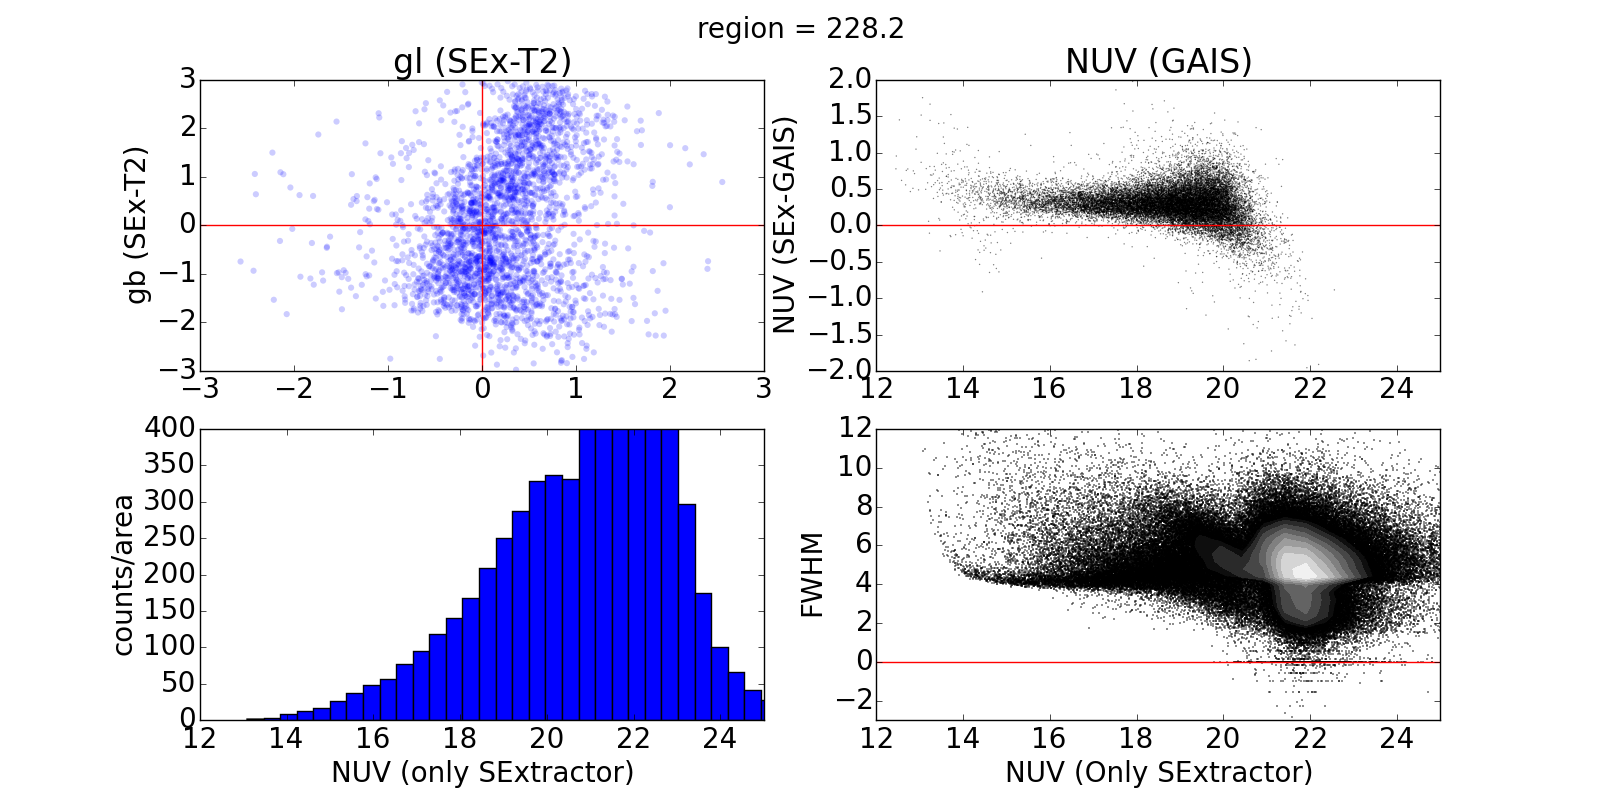 region = 228.2
gl (SEx-T2)
NUV (GAIS)
gb (SEx-T2)
3
2
1
0
−1
−2
−3
−3 −2 −1 0 1 2 3
NUV (SEx-GAIS)
2.0
1.5
1.0
0.5
0.0
−0.5
−1.0
−1.5
−2.0
12 14 16 18 20 22 24
counts/area
400
350
300
250
200
150
100
50
0
12 14 16 18 20 22 24
NUV (only SExtractor)
FWHM
12
10
8
6
4
2
0
−2
12 14 16 18 20 22 24
NUV (Only SExtractor)